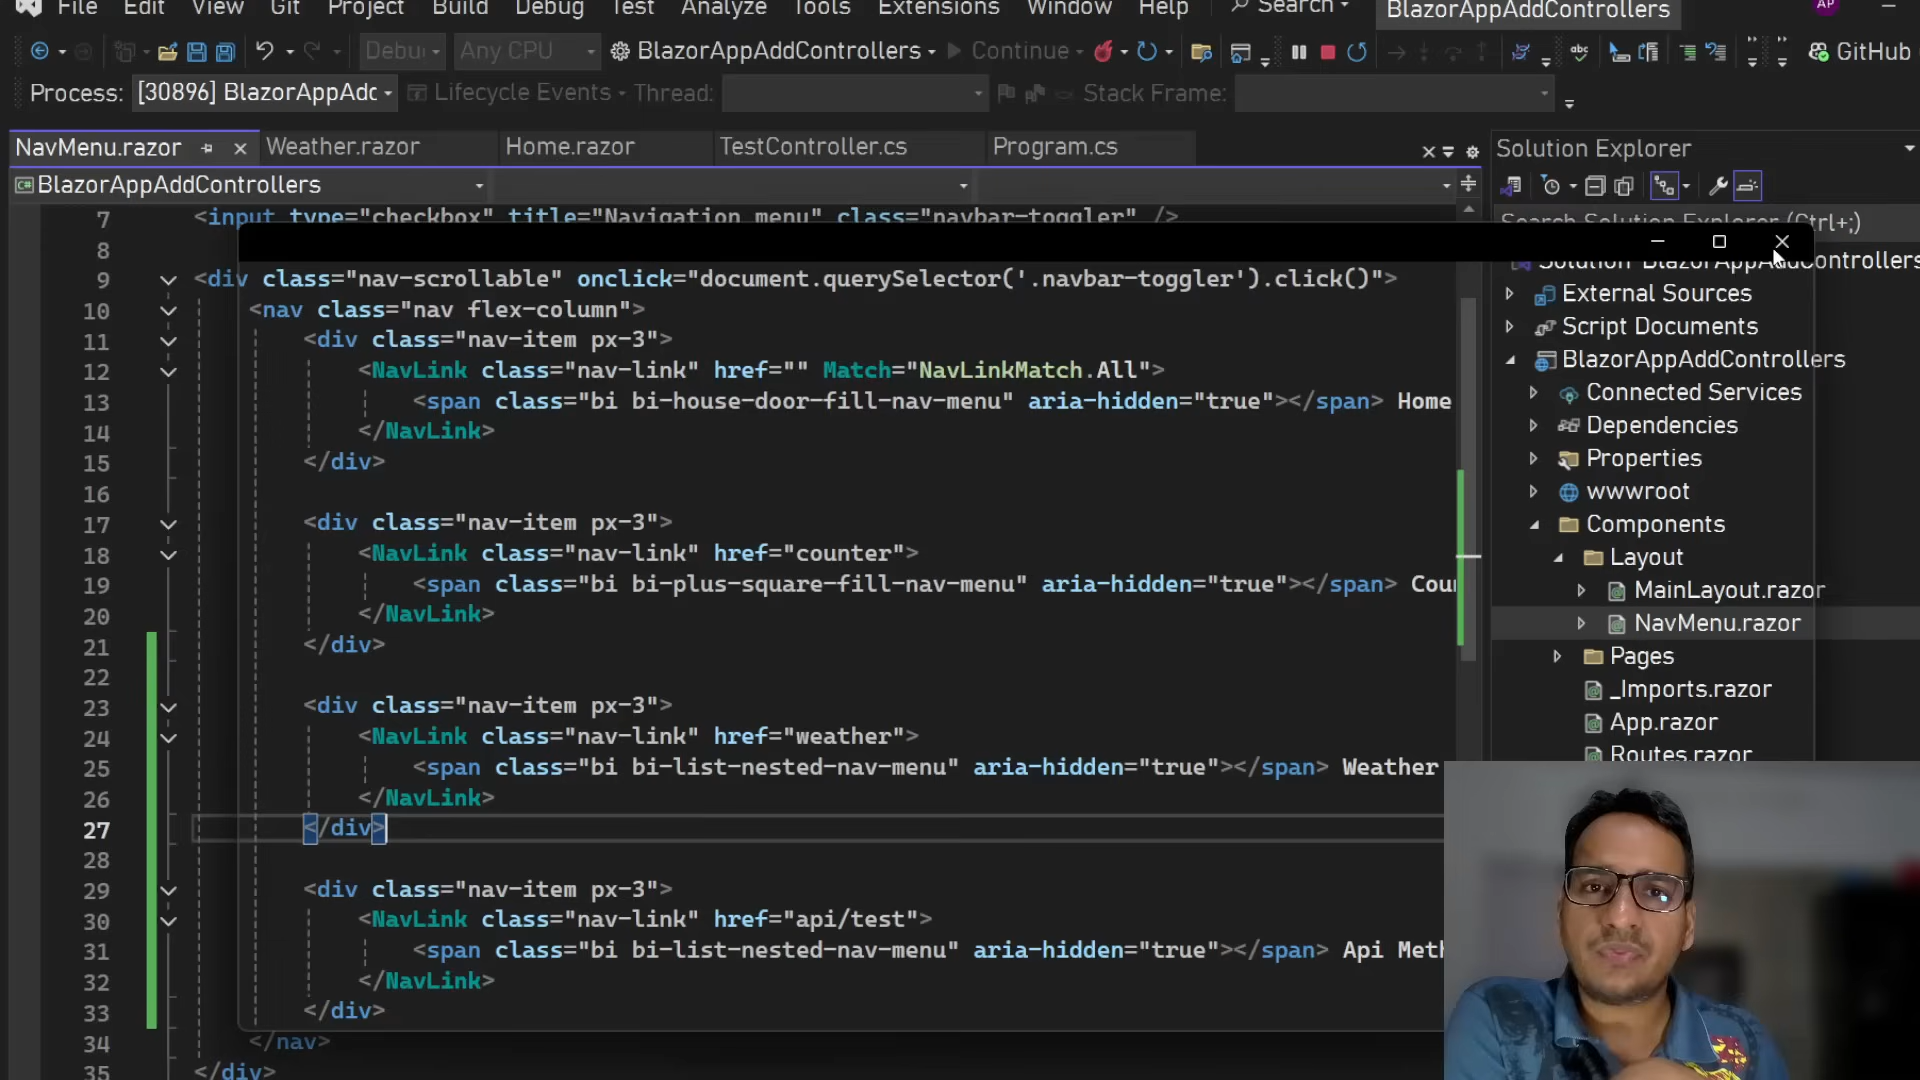 File Edit View Git Project Build Debug Test Analyze Tools Extensions Window Help Search BlazorAppAddControllers AP
Any CPU BlazorAppAddControllers Continue GitHub
Process: [30896] Lifecycle Events Thread: Stack Frame:
NavMenu.razor Weather.razor Home.razor TestController.cs Program.cs
BlazorAppAddControllers
7 <input type="checkbox" title="Navigation menu" class="navbar-toggler" />
8
9 <div class="nav-scrollable" onclick="document.querySelector('.navbar-toggler').click()">
10 <nav class="nav flex-column">
11 <div class="nav-item px-3">
12 <NavLink class="nav-link" href="" Match="NavLinkMatch.All">
13 <span class="bi bi-house-door-fill-nav-menu" aria-hidden="true"></span> Home
14 </NavLink>
15 </div>
16
17 <div class="nav-item px-3">
18 <NavLink class="nav-link" href="counter">
19 <span class="bi bi-plus-square-fill-nav-menu" aria-hidden="true"></span>
20 </NavLink>
21 </div>
22
23 <div class="nav-item px-3">
24 <NavLink class="nav-link" href="weather">
25 <span class="bi bi-list-nested-nav-menu" aria-hidden="true"></span> Weather
26 </NavLink>
27 </div>
28
29 <div class="nav-item px-3">
30 <NavLink class="nav-link" href="api/test">
31 <span class="bi bi-list-nested-nav-menu" aria-hidden="true"></span> Api
32 </NavLink>
33 </div>
34 </nav>
35 </div>
Solution Explorer
Search Solution Explorer (Ctrl+;)
Solution 'BlazorAppAddControllers
External Sources
Script Documents
BlazorAppAddControllers
Connected Services
Dependencies
Properties
wwwroot
Components
Layout
MainLayout.razor
NavMenu.razor
Pages
_Imports.razor
App.razor
Routes.razor